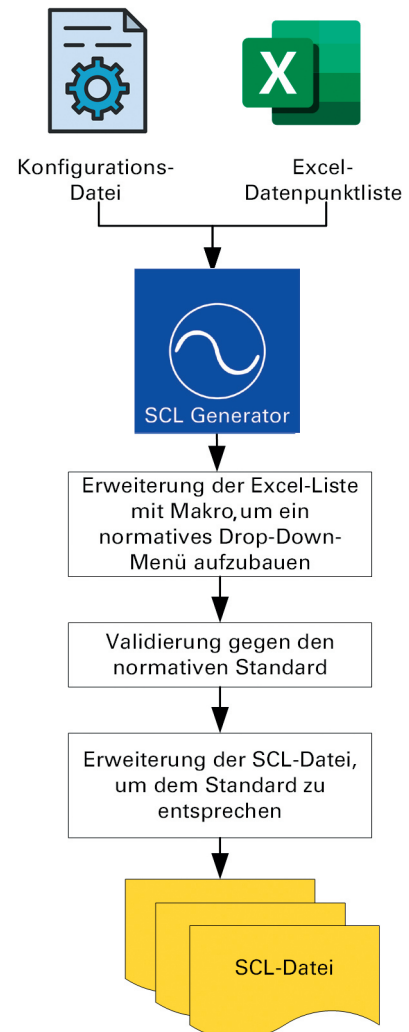 X
Konfigurations-
Datei
Excel-
Datenpunktliste
SCL Generator
Erweiterung der Excel-Liste
mit Makro, um ein
normatives Drop-Down-
Menü aufzubauen
Validierung gegen den
normativen Standard
Erweiterung der SCL-Datei,
um dem Standard zu
entsprechen
SCL-Datei